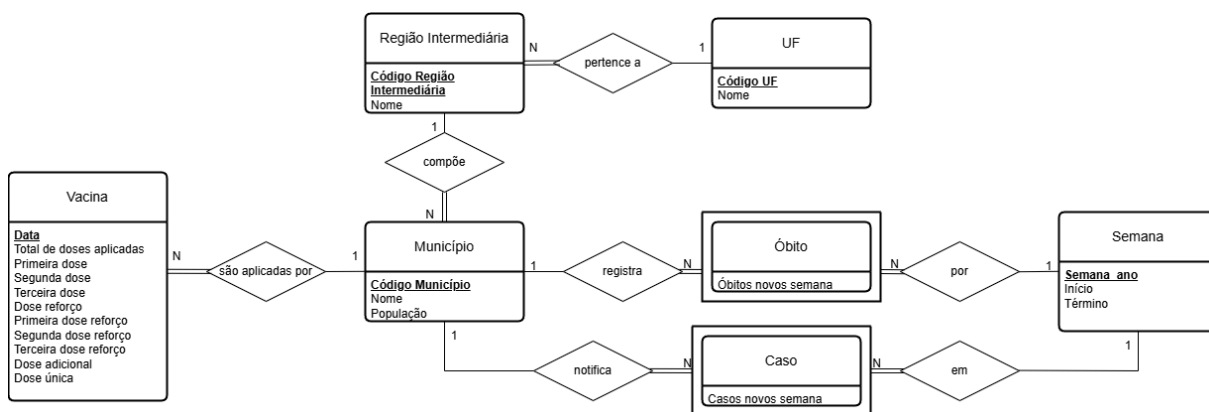 Região Intermediária
Código Região
Intermediária
Nome
N
pertence a
1
UF
Código UF
Nome
1
compõe
N
Vacina
Data
Total de doses aplicadas
Primeira dose
Segunda dose
Terceira dose
Dose reforço
Primeira dose reforço
Segunda dose reforço
Terceira dose reforço
Dose adicional
Dose única
N
são aplicadas por
1
Município
Código Município
Nome
População
1
registra
N
Óbito
Óbitos novos semana
N
por
1
Semana
Semana_ano
Início
Término
1
notifica
N
Caso
Casos novos semana
N
em
1